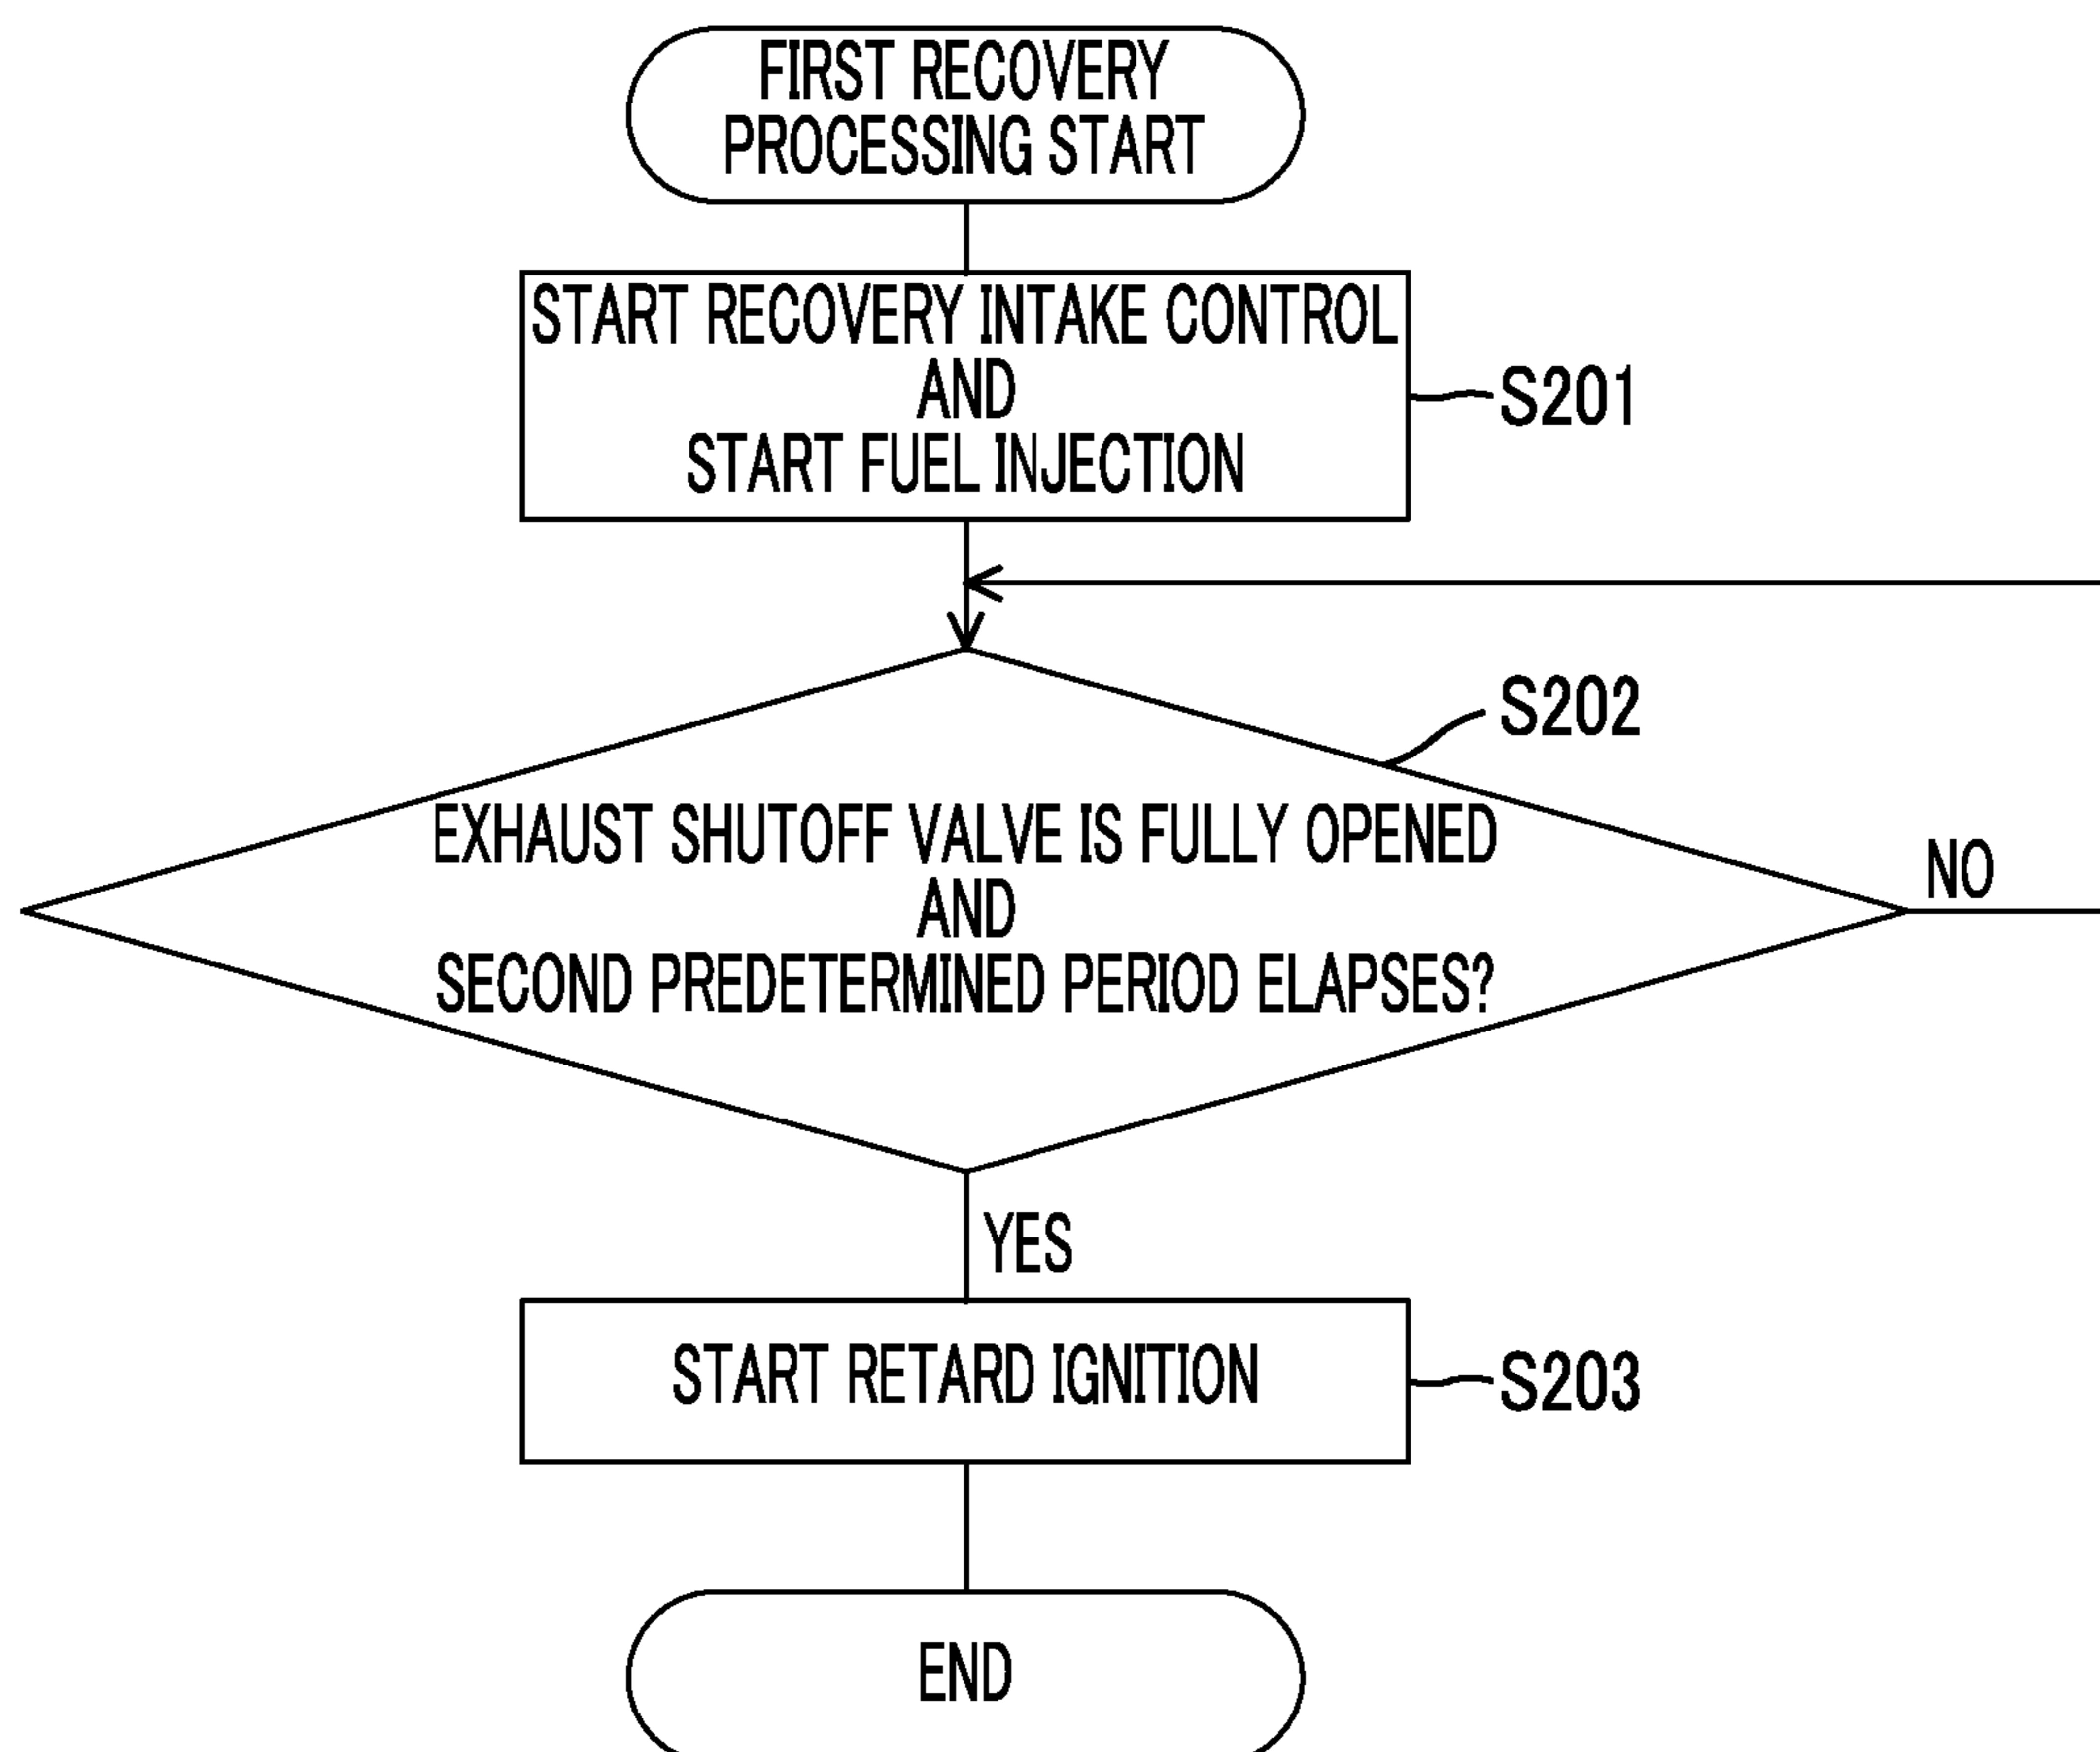 FIRST RECOVERY
PROCESSING START
START RECOVERY INTAKE CONTROL
AND
START FUEL INJECTION
S201
S202
EXHAUST SHUTOFF VALVE IS FULLY OPENED
AND
SECOND PREDETERMINED PERIOD ELAPSES?
NO
YES
START RETARD IGNITION
S203
END